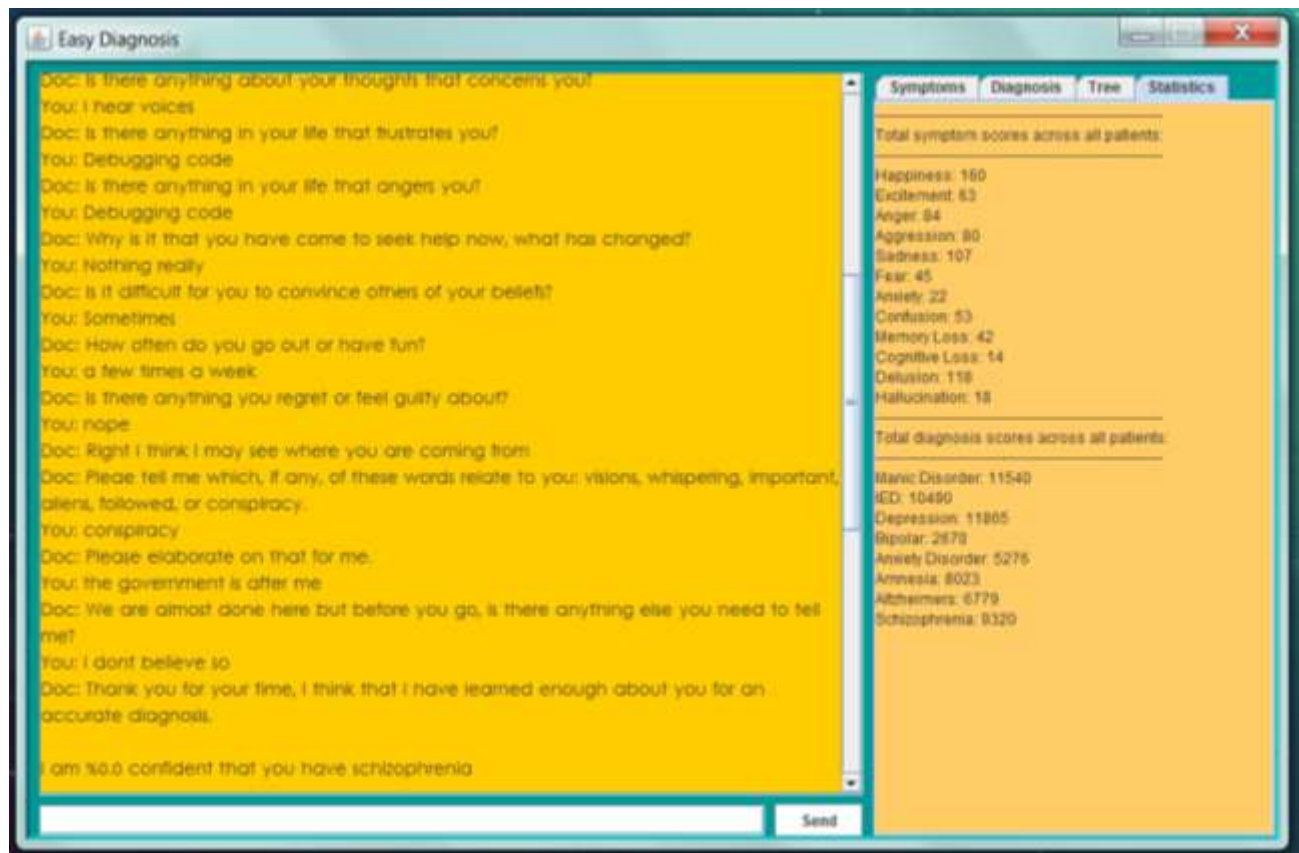 Easy Diagnosis
Doc: Is there anything about your thoughts that concerns you?
You: I hear voices
Doc: Is there anything in your life that frustrates you?
You: Debugging code
Doc: Is there anything in your life that angers you?
You: Debugging code
Doc: Why is it that you have come to seek help now, what has changed?
You: Nothing really
Doc: Is it difficult for you to convince others of your beliefs?
You: Sometimes
Doc: How often do you go out or have fun?
You: a few times a week
Doc: Is there anything you regret or feel guilty about?
You: nope
Doc: Right I think I may see where you are coming from
Doc: Pleae tell me which, if any, of these words relate to you: visions, whispering, important,
aliens, followed, or conspiracy.
You: conspiracy
Doc: Please elaborate on that for me.
You: the government is after me
Doc: We are almost done here but before you go, is there anything else you need to tell
me?
You: I dont believe so
Doc: Thank you for your time, I think that I have learned enough about you for an
accurate diagnosis.
I am %0.0 confident that you have schizophrenia
Send
Symptoms Diagnosis Tree Statistics
Total symptom scores across all patients:
Happiness: 160
Excitement: 63
Anger: 84
Aggression: 80
Sadness: 107
Fear: 45
Anxiety: 22
Confusion: 53
Memory Loss: 42
Cognitive Loss: 14
Delusion: 118
Hallucination: 18
Total diagnosis scores across all patients:
Manic Disorder: 11540
IED: 10490
Depression: 11865
Bipolar: 2670
Anxiety Disorder: 5276
Amnesia: 8023
Altzheimers: 6779
Schizophrenia: 9320